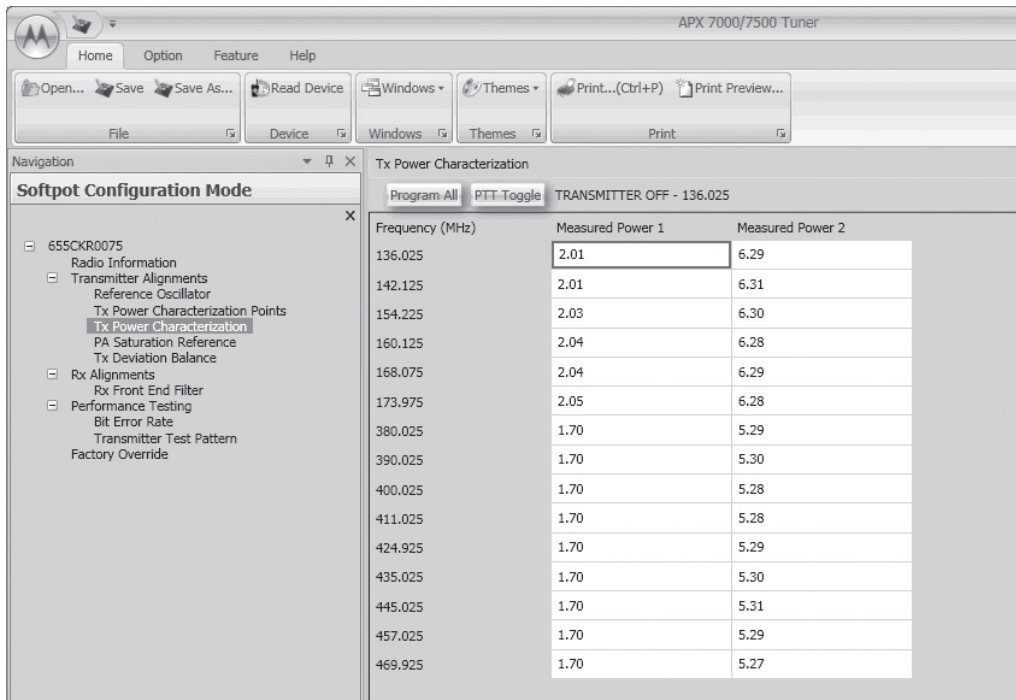 APX 7000/7500 Tuner
Home Option Feature Help
Open... Save Save As... Read Device Windows Themes Print...(Ctrl+P) Print Preview...
File Device Windows Themes Print
Navigation
Softpot Configuration Mode
655CKR0075
Radio Information
Transmitter Alignments
Reference Oscillator
Tx Power Characterization Points
Tx Power Characterization
PA Saturation Reference
Tx Deviation Balance
Rx Alignments
Rx Front End Filter
Performance Testing
Bit Error Rate
Transmitter Test Pattern
Factory Override
Tx Power Characterization
Program All PTT Toggle TRANSMITTER OFF - 136.025
Frequency (MHz) Measured Power 1 Measured Power 2
136.025 2.01 6.29
142.125 2.01 6.31
154.225 2.03 6.30
160.125 2.04 6.28
168.075 2.04 6.29
173.975 2.05 6.28
380.025 1.70 5.29
390.025 1.70 5.30
400.025 1.70 5.28
411.025 1.70 5.28
424.925 1.70 5.29
435.025 1.70 5.30
445.025 1.70 5.31
457.025 1.70 5.29
469.925 1.70 5.27